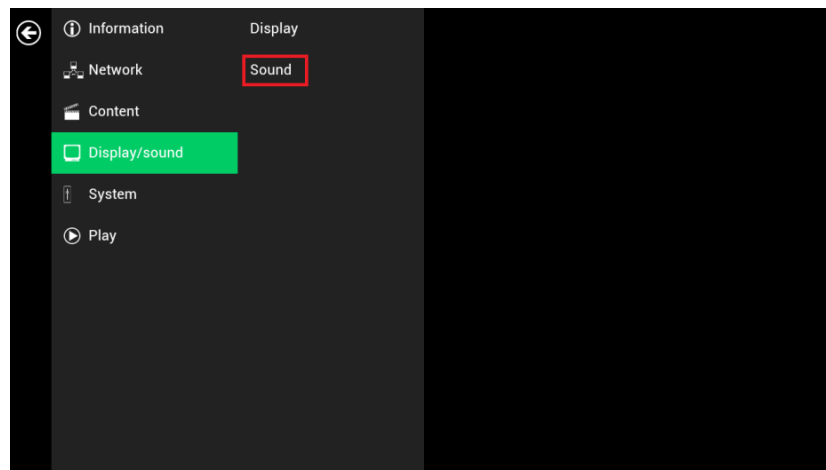 Information
Display
Network
Sound
Content
Display/sound
System
Play